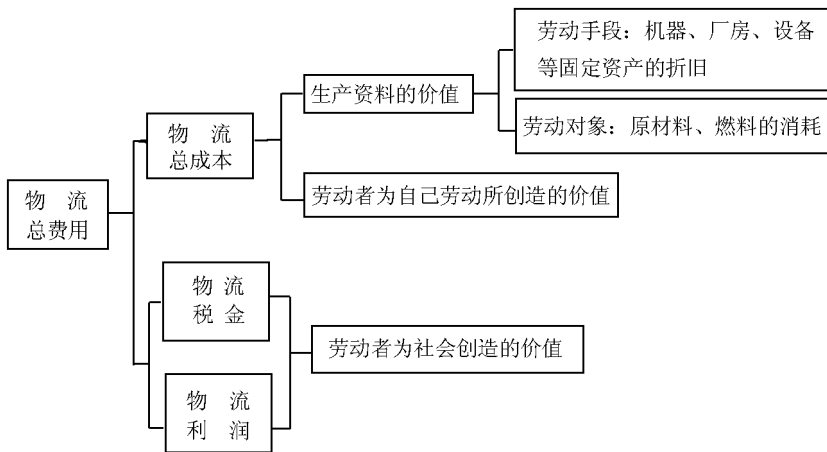 劳动手段：机器、厂房、设备
等固定资产的折旧
生产资料的价值
劳动对象：原材料、燃料的消耗
物 流
总成本
劳动者为自己劳动所创造的价值
物 流
总费用
物 流
税 金
劳动者为社会创造的价值
物 流
利 润